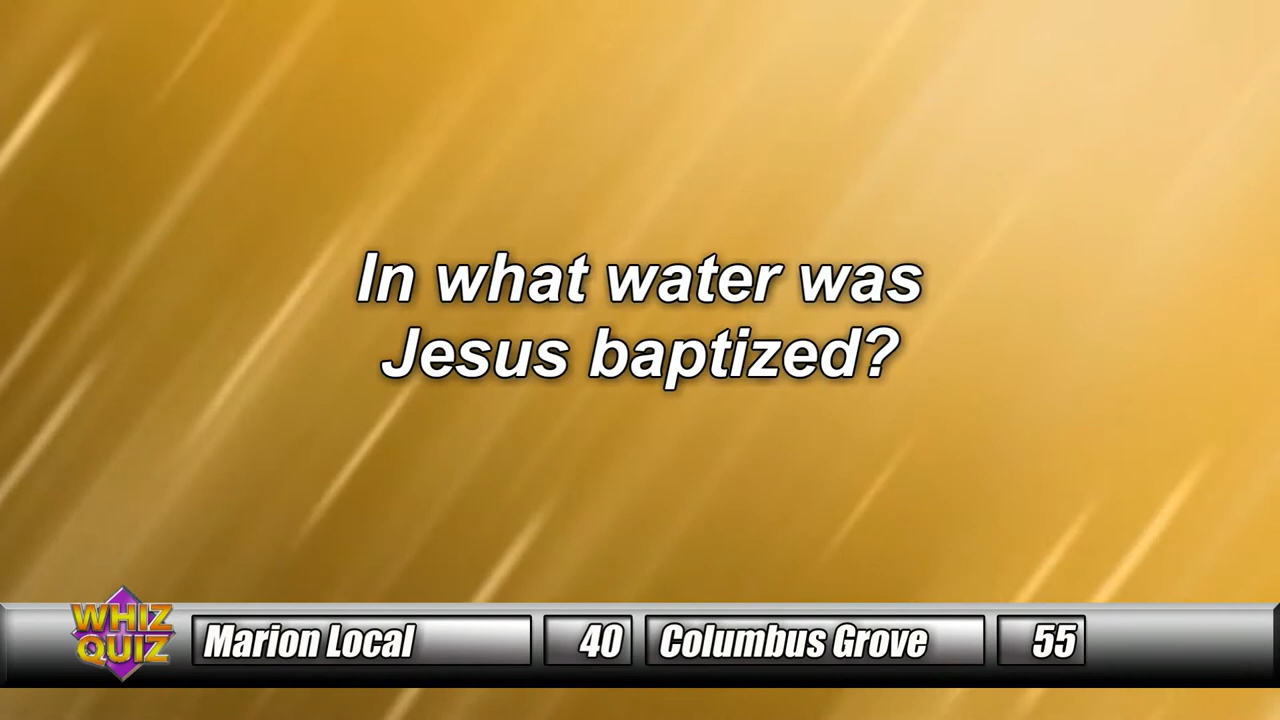 In what water was
Jesus baptized?
WHIZ
QUIZ
Marion Local 40 Columbus Grove 55